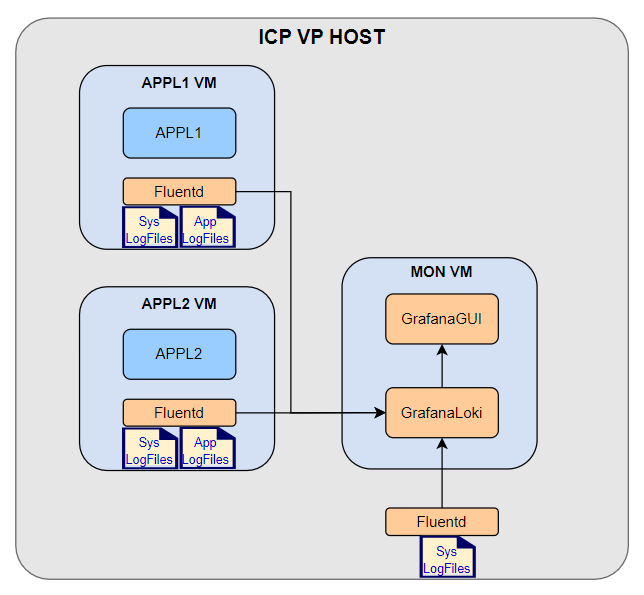 ICP VP HOST
APPL1 VM
APPL1
Fluentd
Sys
LogFiles
App
LogFiles
APPL2 VM
APPL2
Fluentd
Sys
LogFiles
App
LogFiles
MON VM
GrafanaGUI
GrafanaLoki
Fluentd
Sys
LogFiles